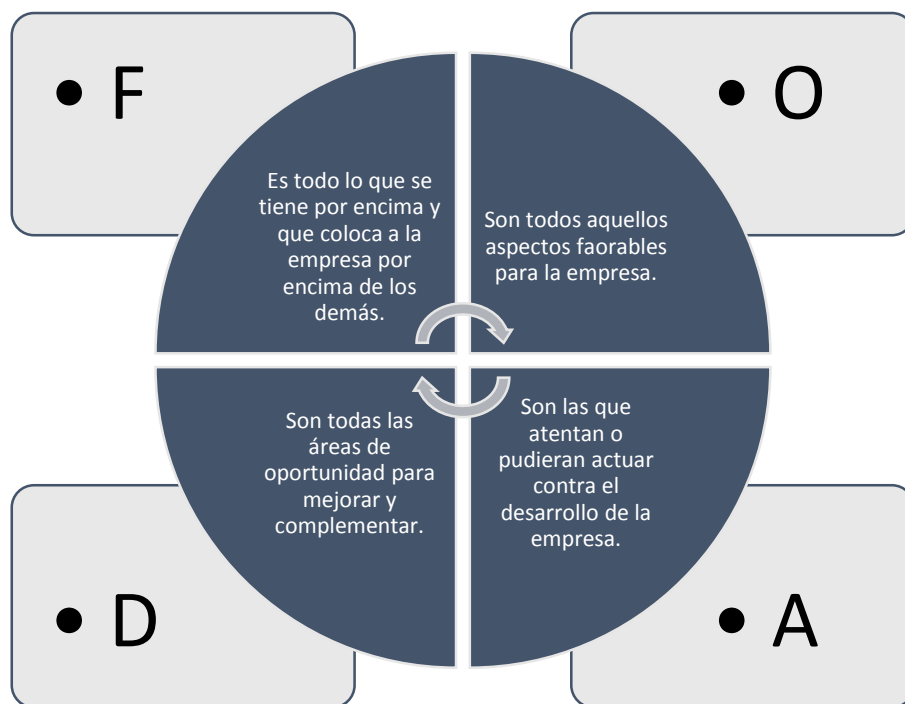 • F
Es todo lo que se
tiene por encima y
que coloca a la
empresa por
encima de los
demás.
• O
Son todos aquellos
aspectos faorables
para la empresa.
• D
Son todas las
áreas de
oportunidad para
mejorar y
complementar.
• A
Son las que
atentan o
pudieran actuar
contra el
desarrollo de la
empresa.